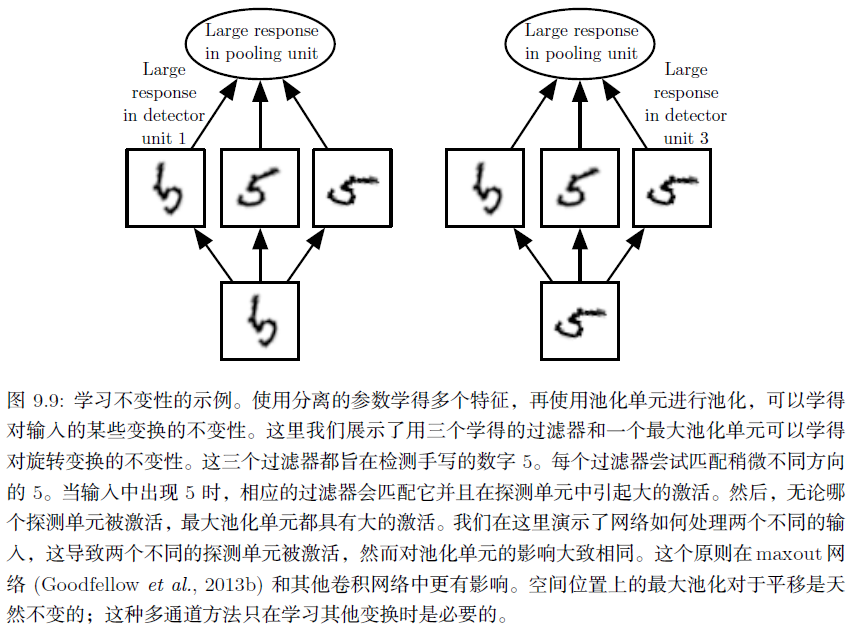 Large response
in pooling unit
Large
response
in detector
unit 1
Large response
in pooling unit
Large
response
in detector
unit 3
5
5
5
5
5
5
5
5
图 9.9: 学习不变性的示例。使用分离的参数学得多个特征，再使用池化单元进行池化，可以学得
对输入的某些变换的不变性。这里我们展示了用三个学得的过滤器和一个最大池化单元可以学得
对旋转变换的不变性。这三个过滤器都旨在检测手写的数字 5。每个过滤器尝试匹配稍微不同方向
的 5。当输入中出现 5 时，相应的过滤器会匹配它并且在探测单元中引起大的激活。然后，无论哪
个探测单元被激活，最大池化单元都具有大的激活。我们在这里演示了网络如何处理两个不同的输
入，这导致两个不同的探测单元被激活，然而对池化单元的影响大致相同。这个原则在 maxout 网
络 (Goodfellow et al., 2013b) 和其他卷积网络中更有影响。空间位置上的最大池化对于平移是天
然不变的；这种多通道方法只在学习其他变换时是必要的。